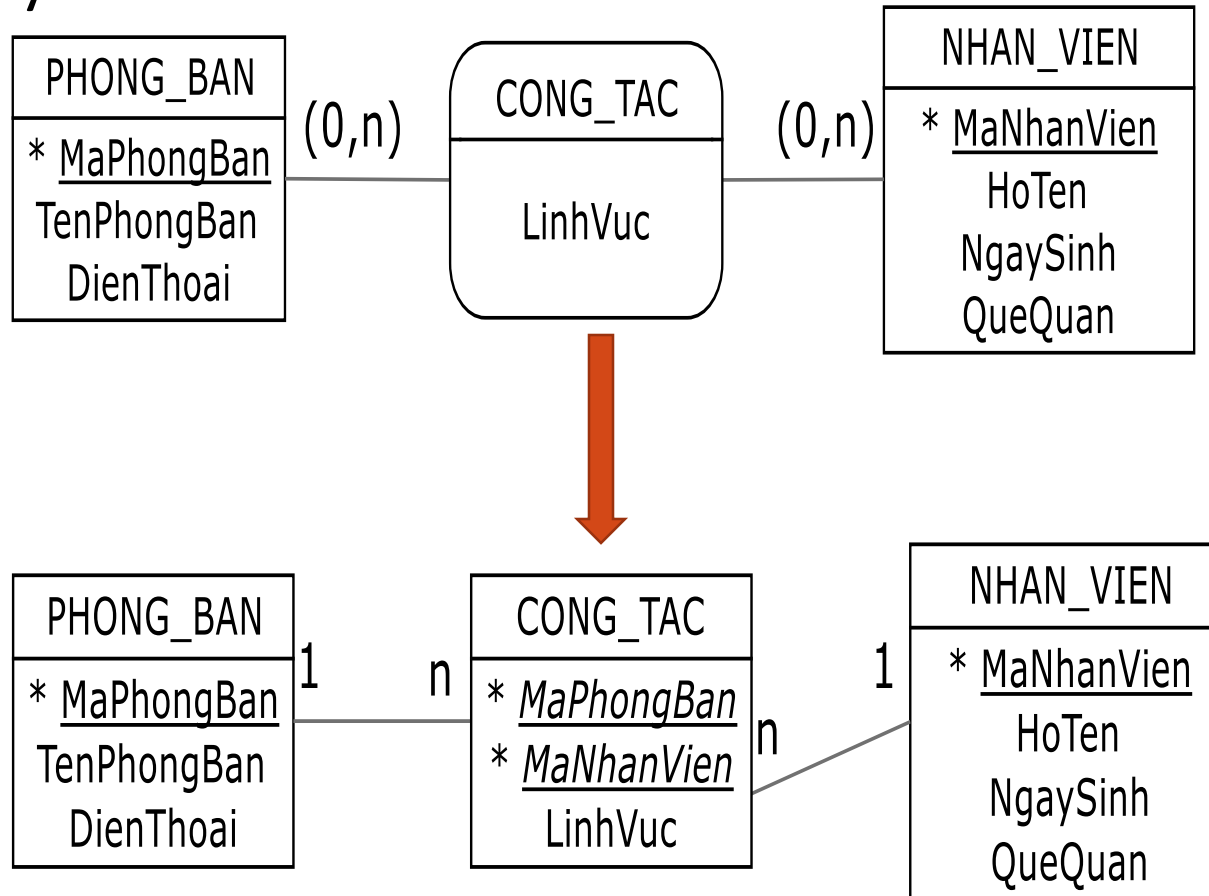 PHONG_BAN
* MaPhongBan
TenPhongBan
DienThoai
(0,n)
CONG_TAC
LinhVuc
(0,n)
NHAN_VIEN
* MaNhanVien
HoTen
NgaySinh
QueQuan
PHONG_BAN
* MaPhongBan
TenPhongBan
DienThoai
1
n
CONG_TAC
* MaPhongBan
* MaNhanVien
LinhVuc
n
1
NHAN_VIEN
* MaNhanVien
HoTen
NgaySinh
QueQuan